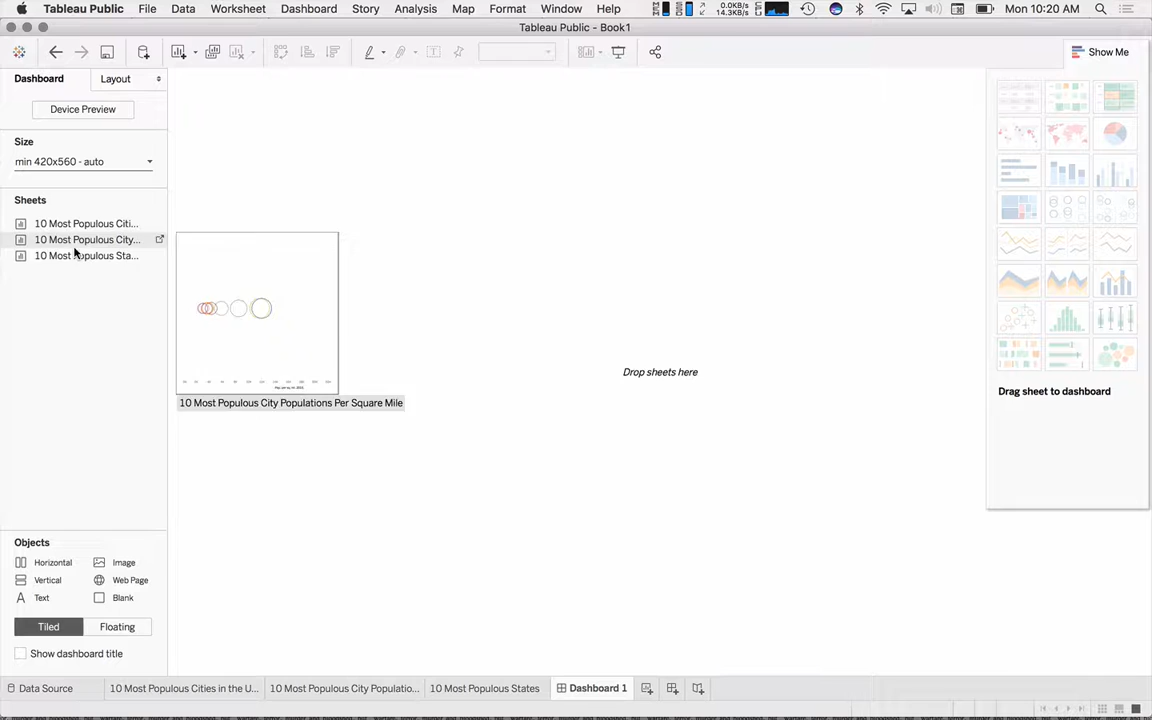 Tableau Public File Data Worksheet Dashboard Story Analysis Map Format Window Help 0.0KB/s 14.3KB/s Mon 10:20 AM
Tableau Public - Book1
Show Me
Dashboard Layout
Device Preview
Size
min 420x560 - auto
Sheets
10 Most Populous Citi...
10 Most Populous City...
10 Most Populous Sta...
10 Most Populous City Populations Per Square Mile
Drop sheets here
Drag sheet to dashboard
Objects
Horizontal Image
Vertical Web Page
A Text Blank
Tiled Floating
Show dashboard title
Data Source 10 Most Populous Cities in the U... 10 Most Populous City Populatio... 10 Most Populous States Dashboard 1